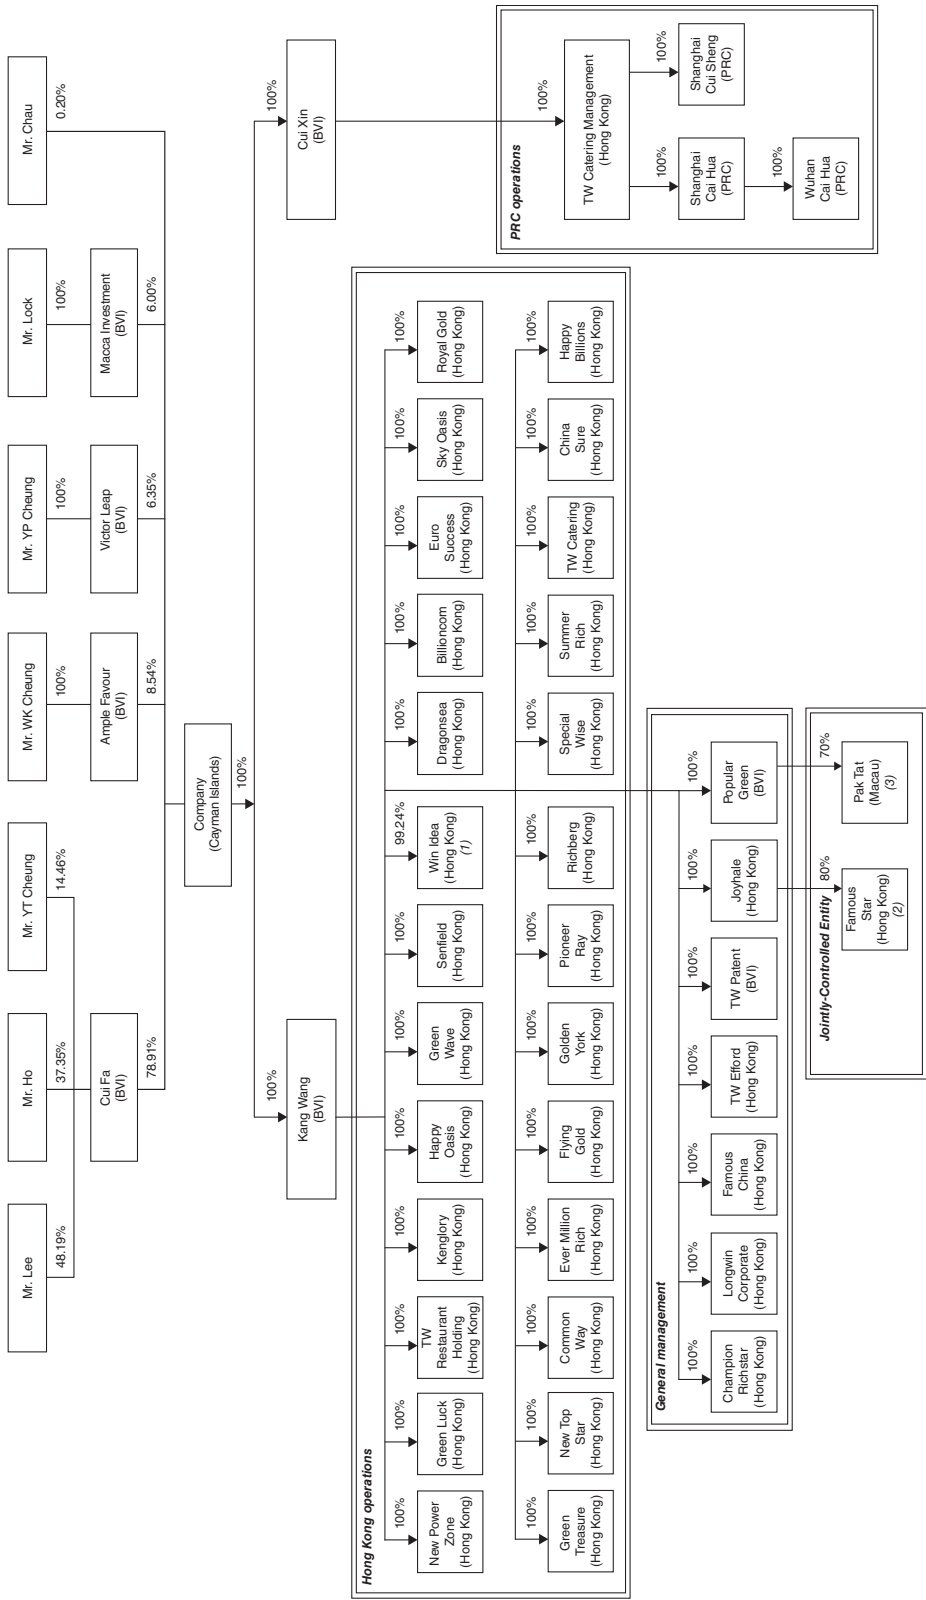 Mr. Lee
Mr. Ho
Mr. YT Cheung
Mr. WK Cheung
Mr. YP Cheung
Mr. Lock
Mr. Chau
48.19%
37.35%
14.46%
100%
100%
100%
0.20%
Cui Fa
(BVI)
Ample Favour
(BVI)
Victor Leap
(BVI)
Macca Investment
(BVI)
78.91%
8.54%
6.35%
6.00%
Company
(Cayman Islands)
100%
100%
100%
Kang Wang
(BVI)
Cui Xin
(BVI)
Hong Kong operations
100%
100%
100%
100%
100%
100%
100%
99.24%
100%
100%
100%
100%
100%
New Power
Zone
(Hong Kong)
Green Luck
(Hong Kong)
TW
Restaurant
Holding
(Hong Kong)
Kenglory
(Hong Kong)
Happy
Oasis
(Hong Kong)
Green
Wave
(Hong Kong)
Senfield
(Hong Kong)
Win Idea
(Hong Kong)
(1)
Dragonsea
(Hong Kong)
Billioncom
(Hong Kong)
Euro
Success
(Hong Kong)
Sky Oasis
(Hong Kong)
Royal Gold
(Hong Kong)
100%
100%
100%
100%
100%
100%
100%
100%
100%
100%
100%
100%
100%
Green
Treasure
(Hong Kong)
New Top
Star
(Hong Kong)
Common
Way
(Hong Kong)
Ever Million
Rich
(Hong Kong)
Flying
Gold
(Hong Kong)
Golden
York
(Hong Kong)
Pioneer
Ray
(Hong Kong)
Richberg
(Hong Kong)
Special
Wise
(Hong Kong)
Summer
Rich
(Hong Kong)
TW Catering
(Hong Kong)
China
Sure
(Hong Kong)
Happy
Billions
(Hong Kong)
PRC operations
100%
TW Catering Management
(Hong Kong)
100%
100%
Shanghai
Cai Hua
(PRC)
Shanghai
Cui Sheng
(PRC)
100%
Wuhan
Cai Hua
(PRC)
General management
100%
100%
100%
100%
100%
100%
100%
Champion
Richstar
(Hong Kong)
Longwin
Corporate
(Hong Kong)
Famous
China
(Hong Kong)
TW Efford
(Hong Kong)
TW Patent
(BVI)
Joyhale
(Hong Kong)
Popular
Green
(BVI)
Jointly-Controlled Entity
80%
70%
Famous
Star
(Hong Kong)
(2)
Pak Tat
(Macau)
(3)